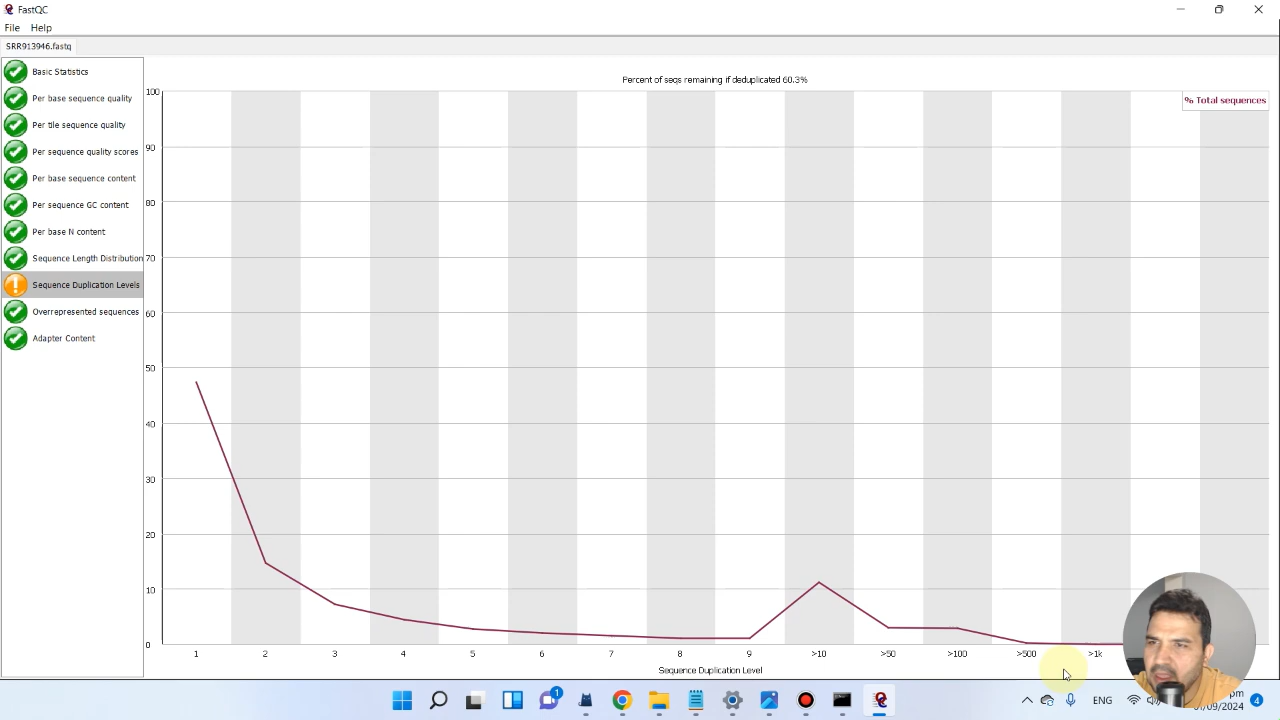 FastQC
File Help
SRR913946.fastq
Basic Statistics
Per base sequence quality
Per tile sequence quality
Per sequence quality scores
Per base sequence content
Per sequence GC content
Per base N content
Sequence Length Distribution
Sequence Duplication Levels
Overrepresented sequences
Adapter Content
Percent of seqs remaining if deduplicated 60.3%
% Total sequences
100
90
80
70
60
50
40
30
20
10
0
1 2 3 4 5 6 7 8 9 >10 >50 >100 >500 >1k
Sequence Duplication Level
1
ENG
pm
/09/2024
4